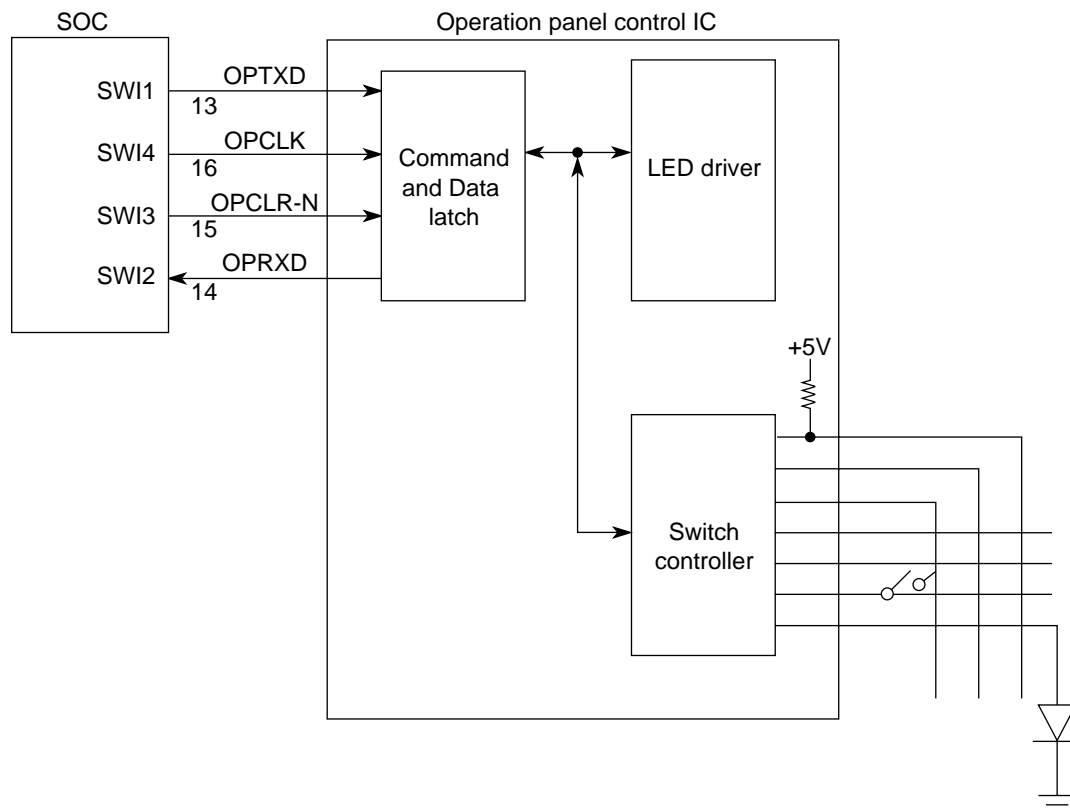 SOC
Operation panel control IC
SWI1
OPTXD
13
SWI4
OPCLK
16
SWI3
OPCLR-N
15
SWI2
OPRXD
14
Command
and Data
latch
LED driver
+5V
Switch
controller